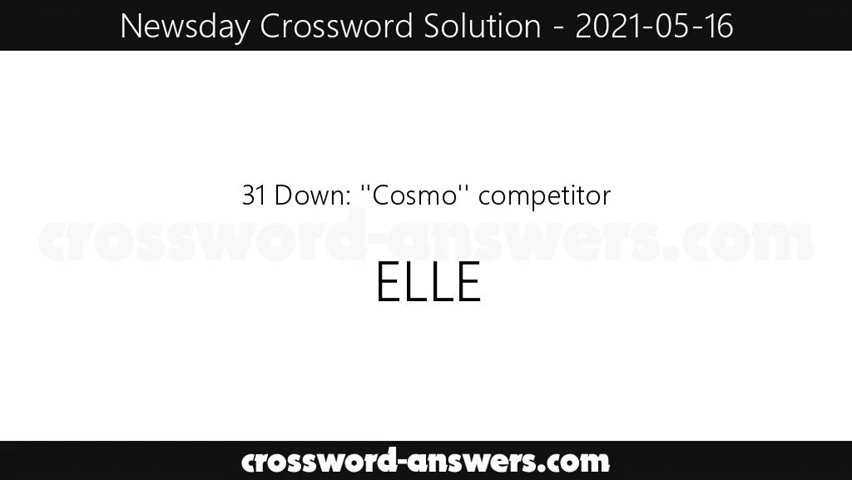 Newsday Crossword Solution - 2021-05-16
31 Down: ''Cosmo'' competitor
crossword-answers.com
ELLE
crossword-answers.com